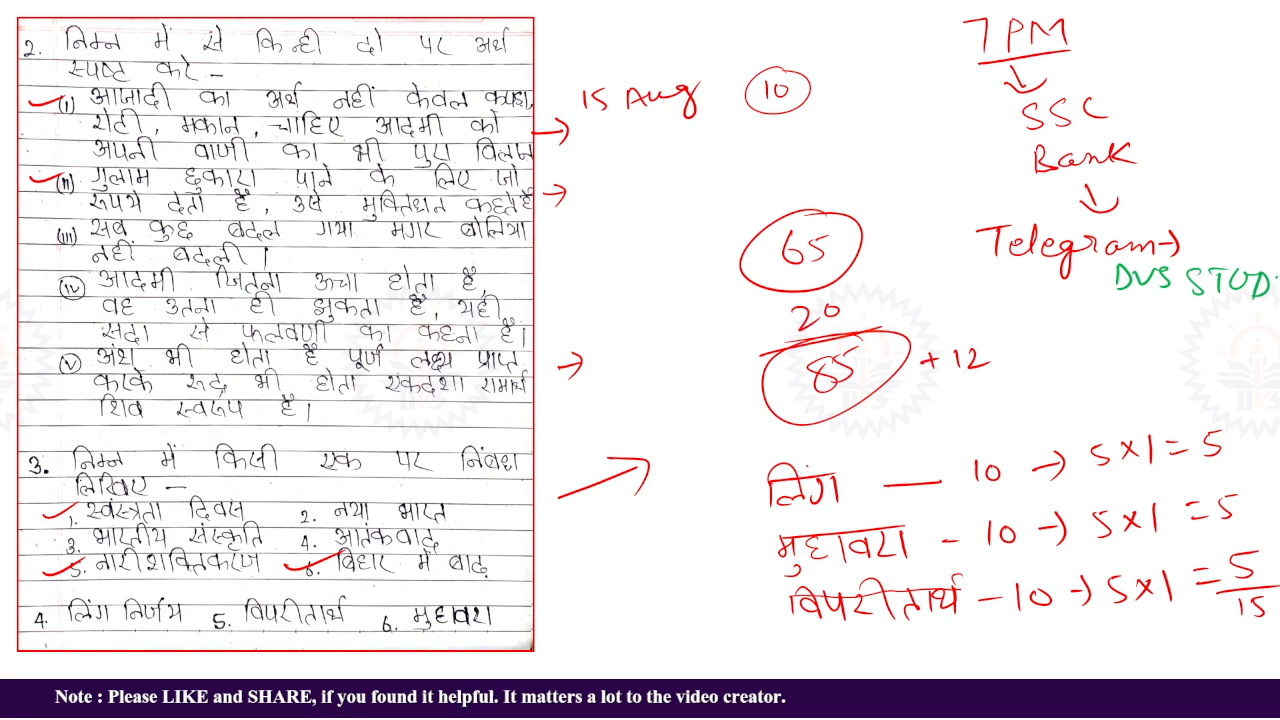 2. निम्न में से किन्ही दो पर अर्थ
स्पष्ट करे -
(i) आजादी का अर्थ नहीं केवल कपड़ा,
रोटी, मकान, चाहिए आदमी को
अपनी वाणी का भी पुरा
(ii) गुलाम छुकारा पाने के लिए जो
रूपये देता है, उसे मुक्तिधन कहते है
(iii) सब कुछ बदल गया मगर बोलिया
नहीं बदली।
(iv) आदमी जितना ऊचा होता है,
वह उतना ही झुकता है, यही
सदा से का कहना है।
(v) अंश भी होता है पूर्ण लक्ष्य प्राप्त
करके रूद्र भी होता एकदशा
शिव स्वरूप है।
3. निम्न में किसी एक पर निंबध
लिखिए -
1. स्वंत्रता दिवस 2. नया भारत
3. भारतीय संस्कृति 4. आतंकवाद
5. नारी शक्तिकरण 6. बिहार में बाढ़
4. लिंग निर्णय 5. विपरीतार्थ 6. मुहावरा
15 Aug 10
7 PM
SSC
Bank
Telegram→
DVS STUD.
65
20
85 + 12
लिंग — 10 → 5 x 1 = 5
मुहावरा - 10 → 5 x 1 = 5
विपरीतार्थ - 10 → 5 x 1 = 5
15
Note : Please LIKE and SHARE, if you found it helpful. It matters a lot to the video creator.